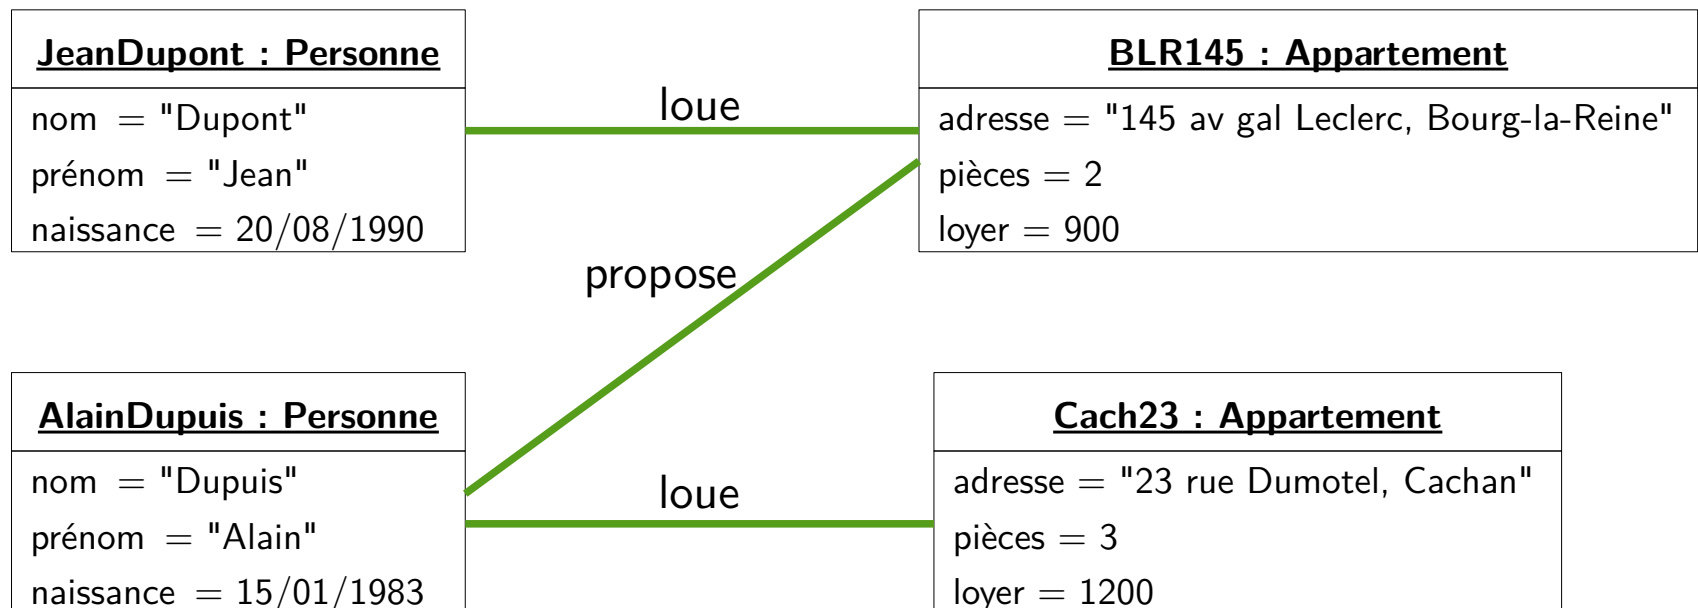 JeanDupont : Personne
nom = "Dupont"
prénom = "Jean"
naissance = 20/08/1990
loue
BLR145 : Appartement
adresse = "145 av gal Leclerc, Bourg-la-Reine"
pièces = 2
loyer = 900
propose
AlainDupuis : Personne
nom = "Dupuis"
prénom = "Alain"
naissance = 15/01/1983
loue
Cach23 : Appartement
adresse = "23 rue Dumotel, Cachan"
pièces = 3
loyer = 1200